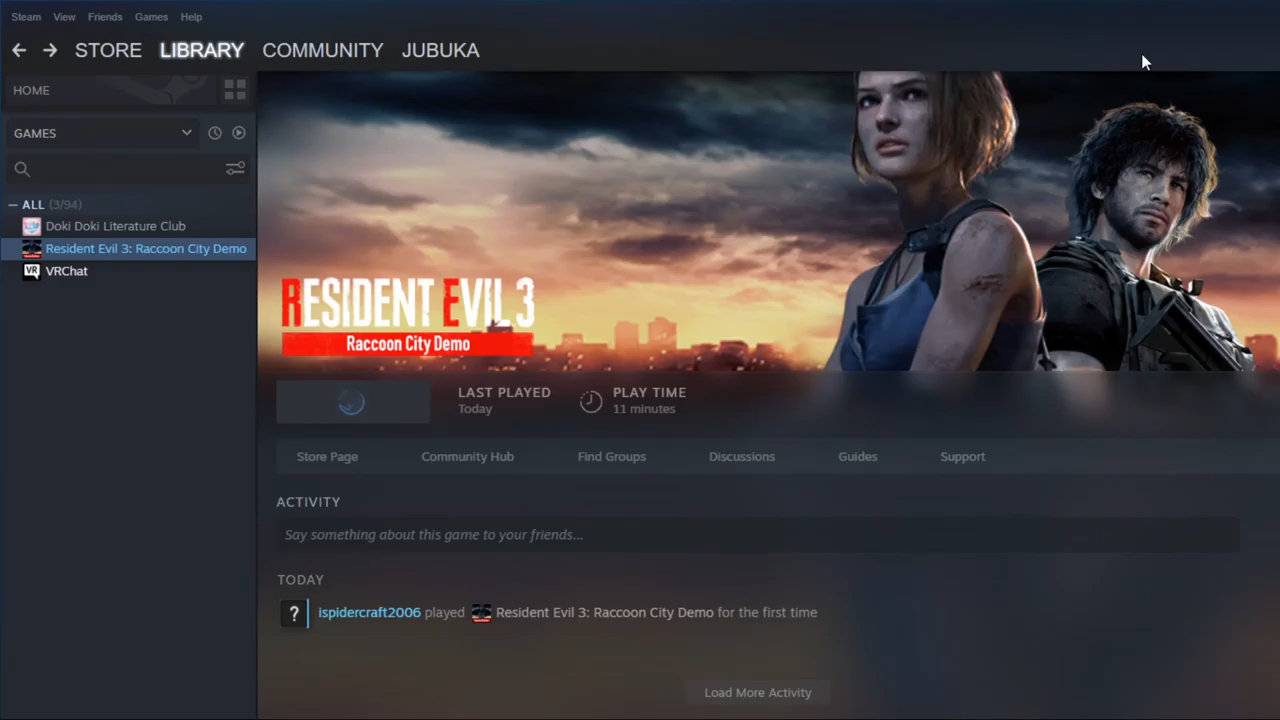 Steam View Friends Games Help
STORE LIBRARY COMMUNITY JUBUKA
HOME
GAMES
ALL (3/94)
Doki Doki Literature Club
Resident Evil 3: Raccoon City Demo
VR VRChat
RESIDENT EVIL 3
Raccoon City Demo
LAST PLAYED
Today
PLAY TIME
11 minutes
Store Page Community Hub Find Groups Discussions Guides Support
ACTIVITY
Say something about this game to your friends...
TODAY
? ispidercraft2006 played Resident Evil 3: Raccoon City Demo for the first time
Load More Activity